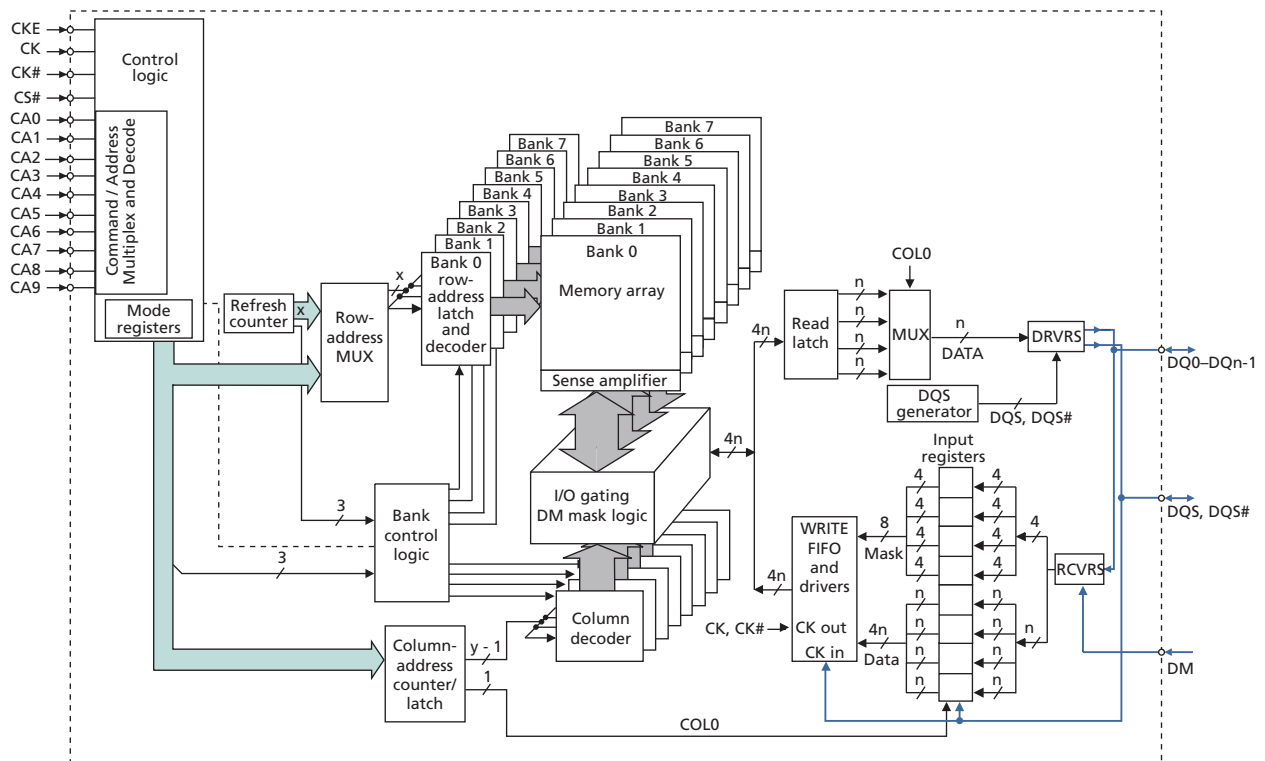 CKE
CK
CK#
CS#
CA0
CA1
CA2
CA3
CA4
CA5
CA6
CA7
CA8
CA9
Control
logic
Command / Address
Multiplex and Decode
Mode
registers
Refresh
counter
x
Row-
address
MUX
x
Bank 7
Bank 6
Bank 5
Bank 4
Bank 3
Bank 2
Bank 1
Bank 0
row-
address
latch
and
decoder
Bank 7
Bank 6
Bank 5
Bank 4
Bank 3
Bank 2
Bank 1
Bank 0
Memory array
Sense amplifier
3
3
Bank
control
logic
I/O gating
DM mask logic
Column
decoder
Column-
address
counter/
latch
y - 1
1
COL0
4n
4n
4n
Read
latch
n
n
n
n
COL0
MUX
n
DATA
DRVRS
DQS
generator
DQS, DQS#
DQ0–DQn-1
DQS, DQS#
DM
RCVRS
Input
registers
WRITE
FIFO
and
drivers
CK out
CK in
CK, CK#
8
Mask
4n
Data
4
4
4
4
n
n
n
n
4
4
4
4
n
n
n
n
4
n